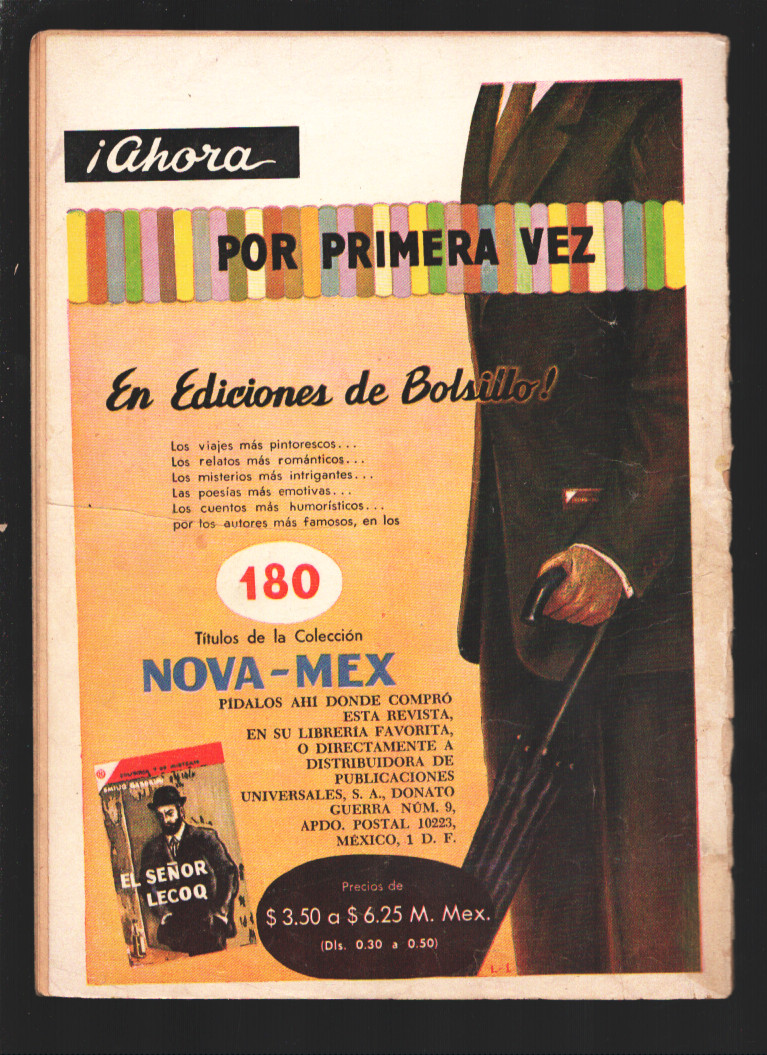 ¡Ahora
POR PRIMERA VEZ
En Ediciones de Bolsillo!
Los viajes más pintorescos...
Los relatos más románticos...
Los misterios más intrigantes...
Las poesías más emotivas...
Los cuentos más humorísticos...
por los autores más famosos, en los
180
Títulos de la Colección
NOVA-MEX
PÍDALOS AHI DONDE COMPRÓ
ESTA REVISTA,
EN SU LIBRERÍA FAVORITA,
O DIRECTAMENTE A
DISTRIBUIDORA DE
PUBLICACIONES
UNIVERSALES, S. A., DONATO
GUERRA NÚM. 9,
APDO. POSTAL 10223,
MÉXICO, 1 D. F.
EL SEÑOR
LECOQ
Precios de
$ 3.50 a $ 6.25 M. Mex.
(Dls. 0.30 a 0.50)
L-1